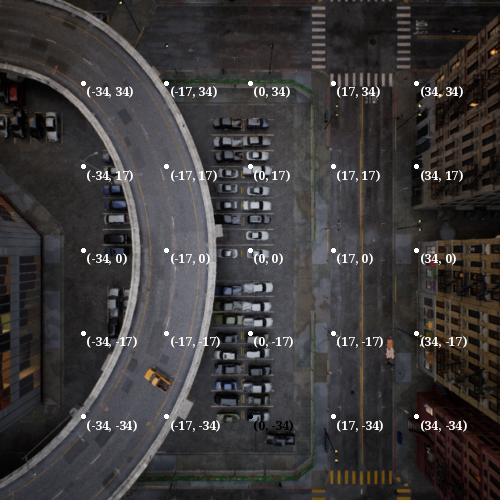 (-34, 34) (-17, 34) (0, 34) (17, 34) (34, 34)
(-34, 17) (-17, 17) (0, 17) (17, 17) (34, 17)
(-34, 0) (-17, 0) (0, 0) (17, 0) (34, 0)
(-34, -17) (-17, -17) (0, -17) (17, -17) (34, -17)
(-34, -34) (-17, -34) (0, -34) (17, -34) (34, -34)